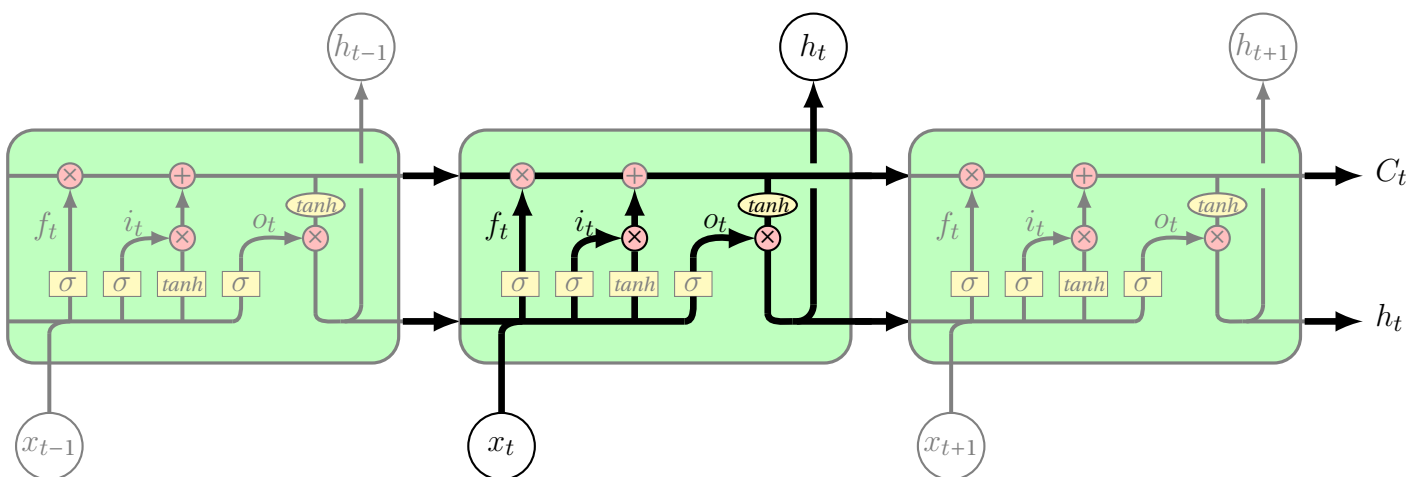 h_{t−1} h_t h_{t+1}
× + × + × + C_t
tanh tanh tanh
f_t i_t o_t f_t i_t o_t f_t i_t o_t
× × × × × ×
σ σ tanh σ σ σ tanh σ σ σ tanh σ
h_t
x_{t−1} x_t x_{t+1}